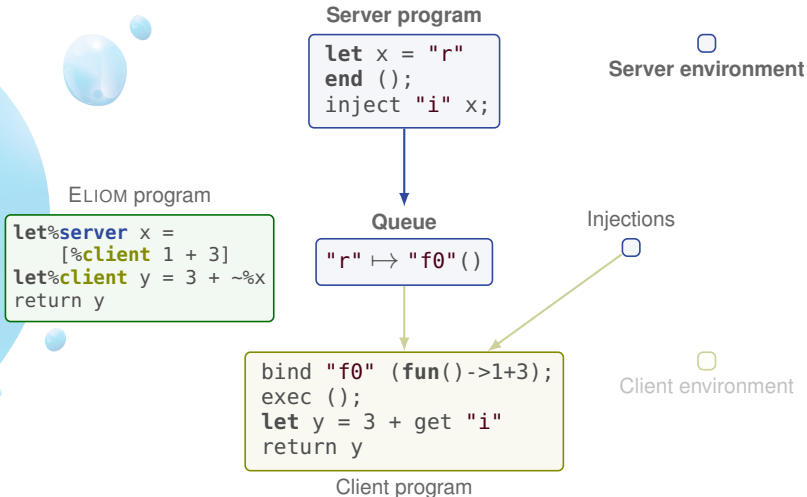 Server program
let x = "r"
end ();
inject "i" x;
Server environment
ELIOM program
let%server x =
[%client 1 + 3]
let%client y = 3 + ~%x
return y
Queue
"r" ↦ "f0"()
Injections
bind "f0" (fun()->1+3);
exec ();
let y = 3 + get "i"
return y
Client environment
Client program